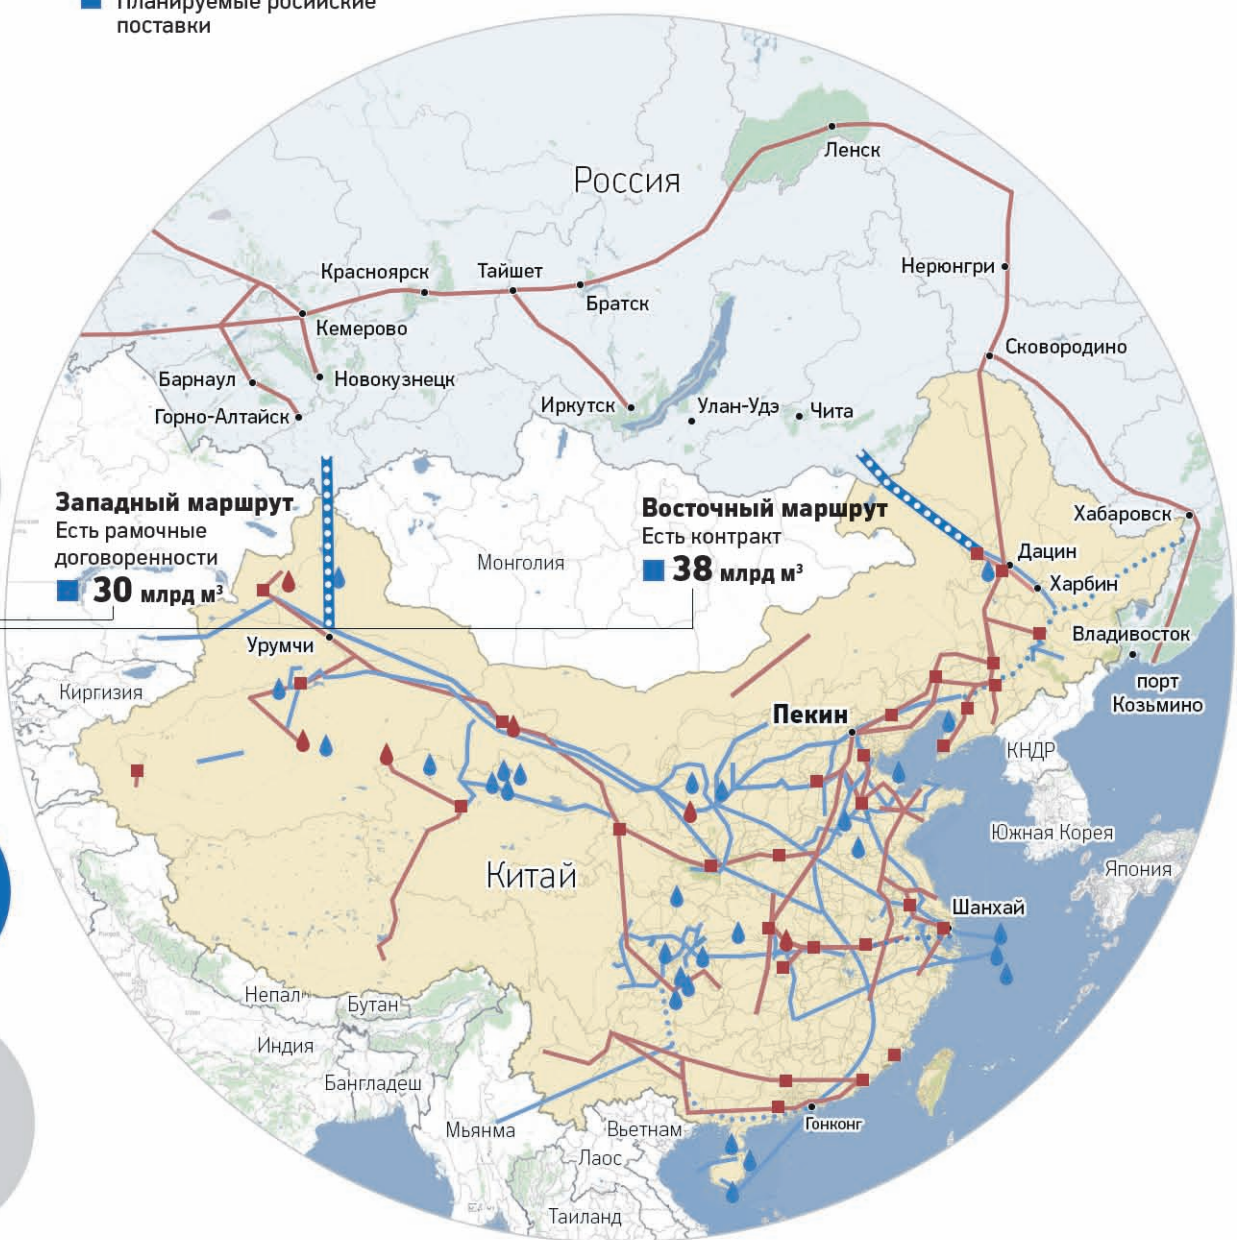 Планируемые росийские
поставки
Россия
Ленск
Нерюнгри
Красноярск
Тайшет
Братск
Кемерово
Сковородино
Барнаул
Новокузнецк
Горно-Алтайск
Иркутск
Улан-Удэ
Чита
Западный маршрут
Есть рамочные
договоренности
30 млрд м³
Восточный маршрут
Есть контракт
38 млрд м³
Хабаровск
Монголия
Дацин
Харбин
Урумчи
Владивосток
порт
Козьмино
Киргизия
Пекин
КНДР
Южная Корея
Япония
Китай
Шанхай
Непал
Бутан
Индия
Бангладеш
Мьянма
Вьетнам
Гонконг
Лаос
Таиланд